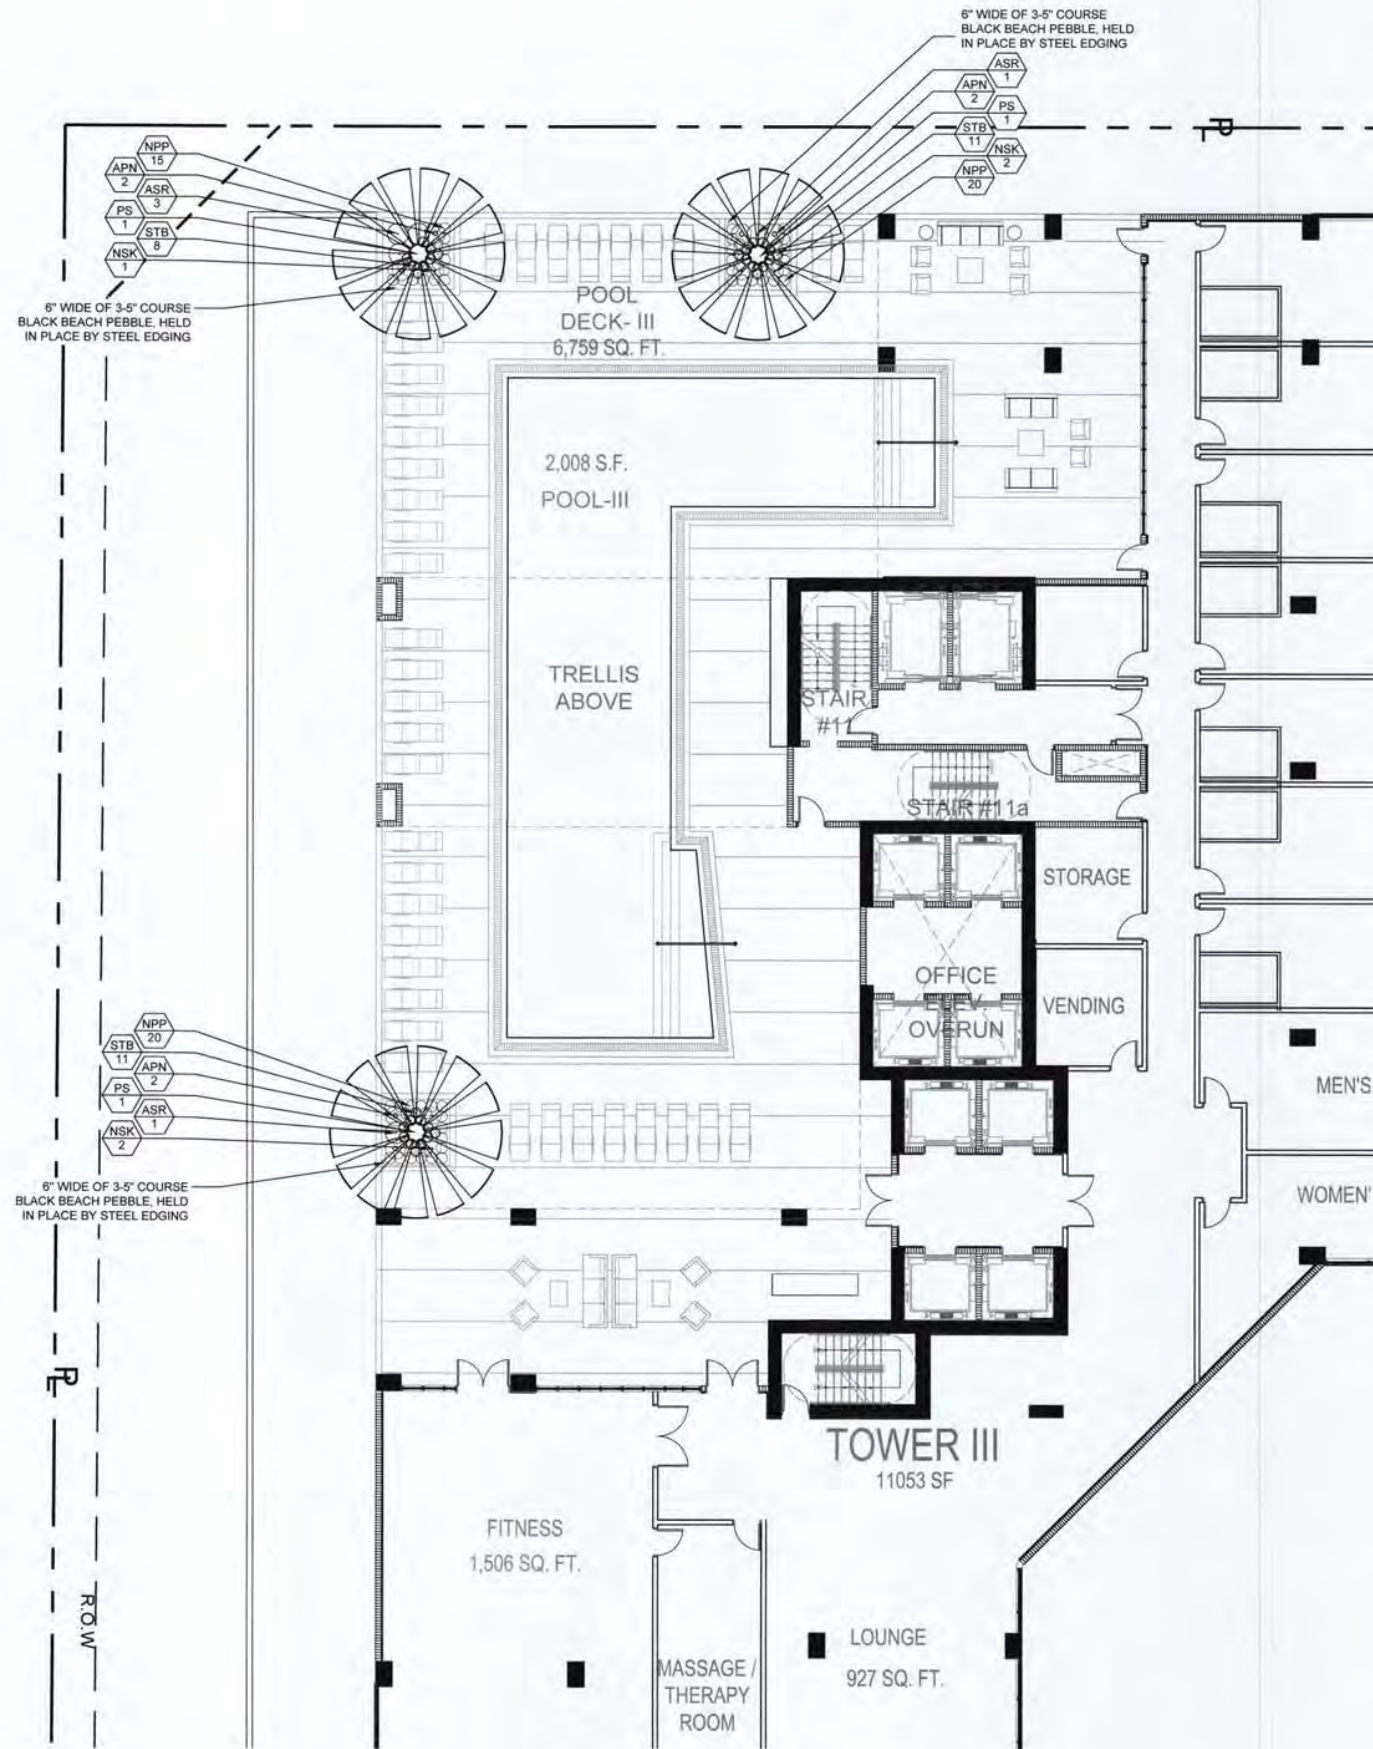 6" WIDE OF 3-5" COURSE
BLACK BEACH PEBBLE, HELD
IN PLACE BY STEEL EDGING
ASR
1
APN
2
PS
1
STB
11
NSK
2
NPP
20
PL
NPP
15
APN
2
ASR
3
PS
1
STB
8
NSK
1
6" WIDE OF 3-5" COURSE
BLACK BEACH PEBBLE, HELD
IN PLACE BY STEEL EDGING
POOL
DECK- III
6,759 SQ. FT.
2,008 S.F.
POOL-III
TRELLIS
ABOVE
STAIR
#11
STAIR #11a
STORAGE
OFFICE
OVERUN
VENDING
MEN'S
WOMEN'
NPP
20
STB
11
APN
2
PS
1
ASR
1
NSK
2
6" WIDE OF 3-5" COURSE
BLACK BEACH PEBBLE, HELD
IN PLACE BY STEEL EDGING
PL
TOWER III
11053 SF
FITNESS
1,506 SQ. FT.
R.O.W
LOUNGE
927 SQ. FT.
MASSAGE /
THERAPY
ROOM